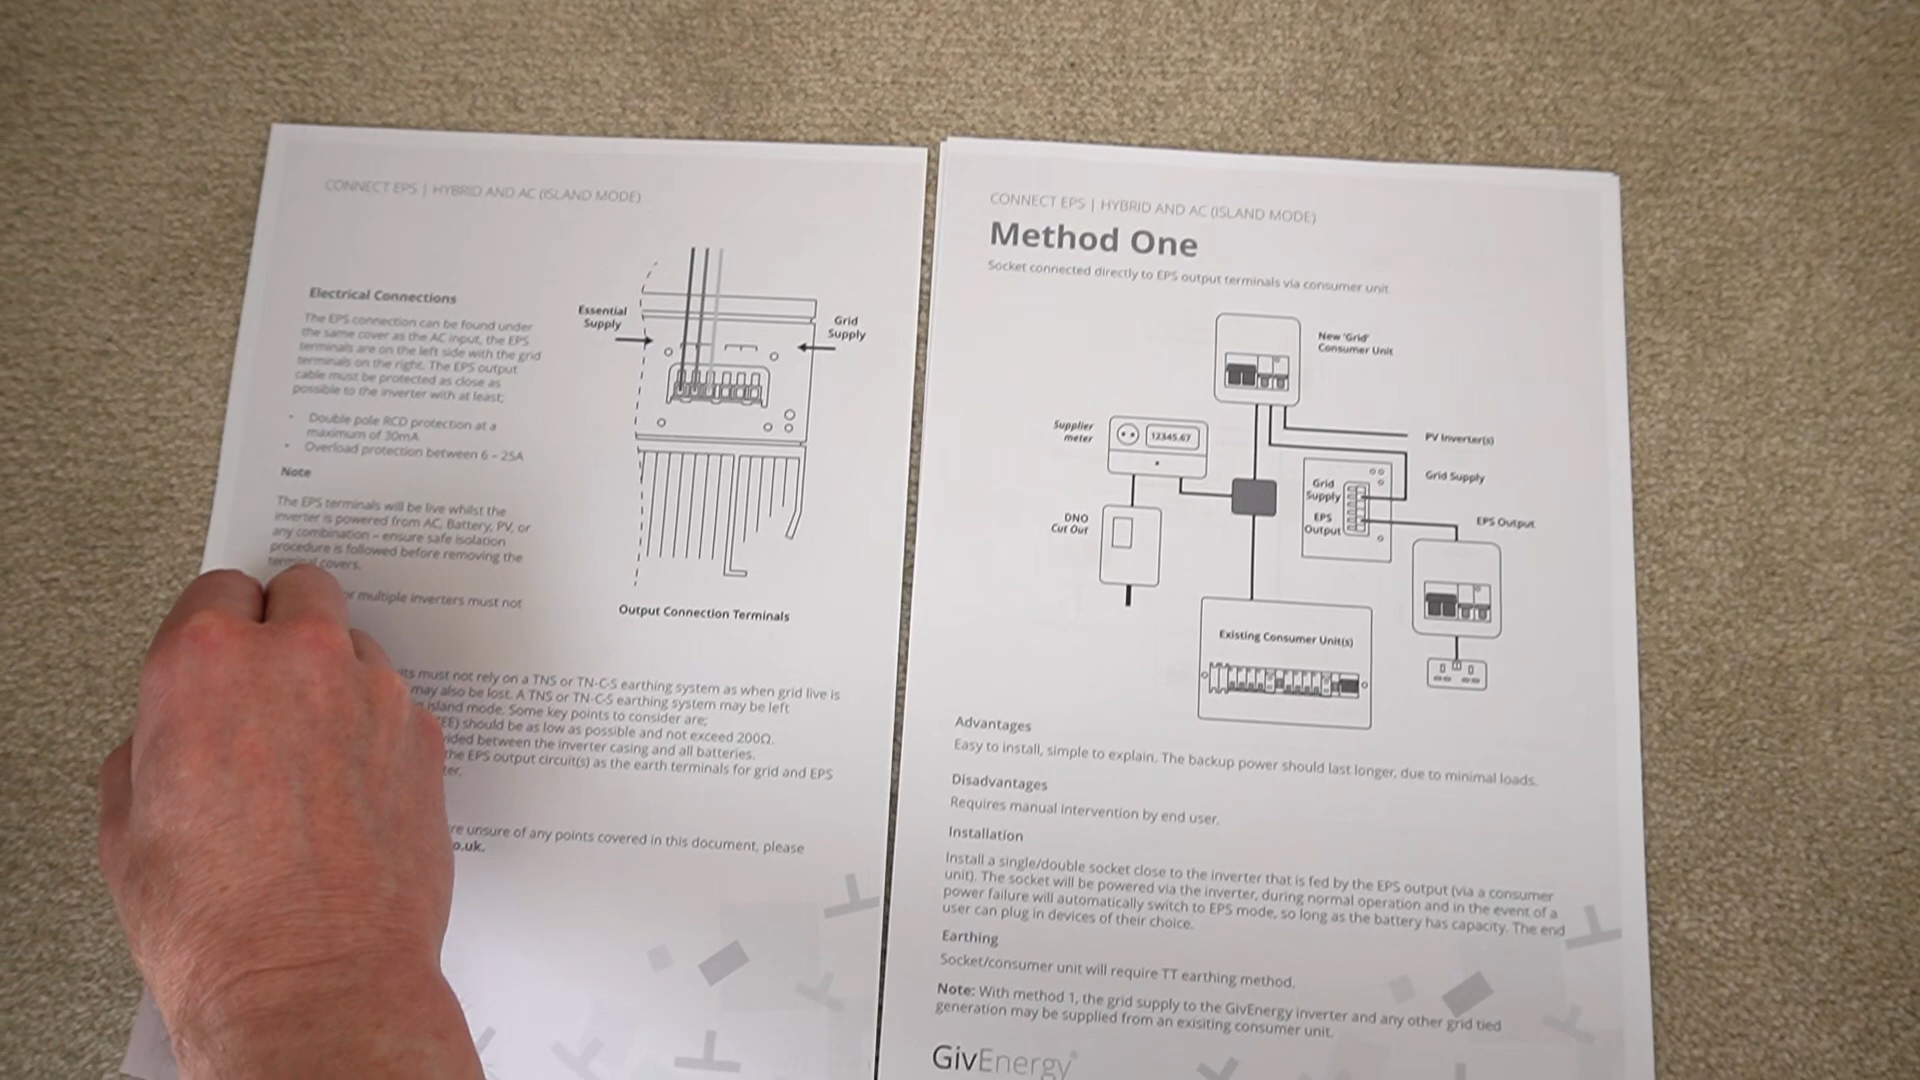 CONNECT EPS | HYBRID AND AC (ISLAND MODE)
Electrical Connections
The EPS connection can be found under
the same cover as the AC input, the EPS
terminals are on the left side with the grid
terminals on the right. The EPS output
cable must be protected as close as
possible to the inverter with at least;
- Double pole RCD protection at a
maximum of 30mA
- Overload protection between 6 – 25A
Note
The EPS terminals will be live whilst the
inverter is powered from AC, Battery, PV, or
any combination – ensure safe isolation
procedure is followed before removing the
terminal covers.
or multiple inverters must not
Essential
Supply
Grid
Supply
Output Connection Terminals
must not rely on a TNS or TN-C-S earthing system as when grid live is
may also be lost. A TNS or TN-C-S earthing system may be left
island mode. Some key points to consider are;
should be as low as possible and not exceed 200Ω.
between the inverter casing and all batteries.
the EPS output circuit(s) as the earth terminals for grid and EPS
unsure of any points covered in this document, please
o.uk.
CONNECT EPS | HYBRID AND AC (ISLAND MODE)
Method One
Socket connected directly to EPS output terminals via consumer unit
New 'Grid'
Consumer Unit
Supplier
meter
12345.67
PV Inverter(s)
Grid Supply
Grid
Supply
EPS
Output
EPS Output
DNO
Cut Out
Existing Consumer Unit(s)
Advantages
Easy to install, simple to explain. The backup power should last longer, due to minimal loads.
Disadvantages
Requires manual intervention by end user.
Installation
Install a single/double socket close to the inverter that is fed by the EPS output (via a consumer
unit). The socket will be powered via the inverter, during normal operation and in the event of a
power failure will automatically switch to EPS mode, so long as the battery has capacity. The end
user can plug in devices of their choice.
Earthing
Socket/consumer unit will require TT earthing method.
Note: With method 1, the grid supply to the GivEnergy inverter and any other grid tied
generation may be supplied from an exisiting consumer unit.
GivEnergy